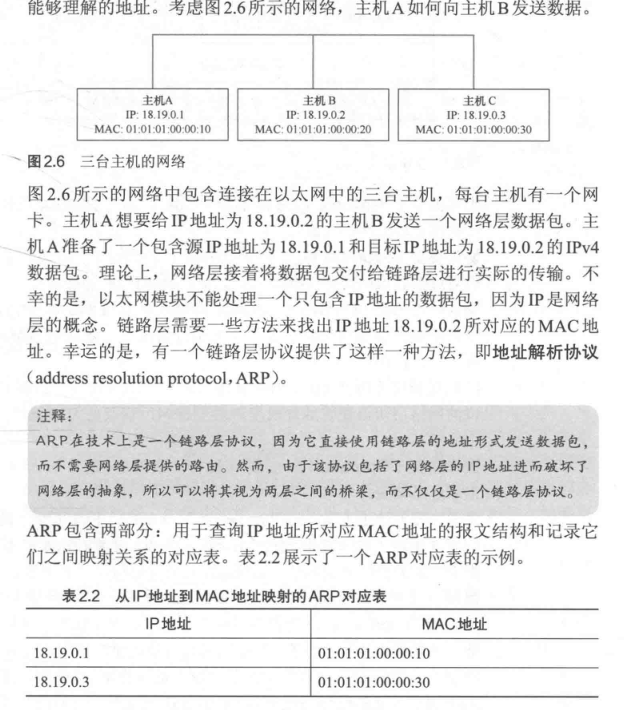 能够理解的地址。考虑图2.6所示的网络，主机A如何向主机B发送数据。
主机A
IP: 18.19.0.1
MAC: 01:01:01:00:00:10
主机 B
IP: 18.19.0.2
MAC: 01:01:01:00:00:20
主机 C
IP: 18.19.0.3
MAC: 01:01:01:00:00:30
图2.6 三台主机的网络
图2.6所示的网络中包含连接在以太网中的三台主机，每台主机有一个网
卡。主机A想要给IP地址为18.19.0.2的主机B发送一个网络层数据包。主
机A准备了一个包含源IP地址为18.19.0.1和目标IP地址为18.19.0.2的IPv4
数据包。理论上，网络层接着将数据包交付给链路层进行实际的传输。不
幸的是，以太网模块不能处理一个只包含IP地址的数据包，因为IP是网络
层的概念。链路层需要一些方法来找出IP地址18.19.0.2所对应的MAC地
址。幸运的是，有一个链路层协议提供了这样一种方法，即地址解析协议
（address resolution protocol，ARP）。
注释：
ARP在技术上是一个链路层协议，因为它直接使用链路层的地址形式发送数据包，
而不需要网络层提供的路由。然而，由于该协议包括了网络层的IP地址进而破坏了
网络层的抽象，所以可以将其视为两层之间的桥梁，而不仅仅是一个链路层协议。
ARP包含两部分：用于查询IP地址所对应MAC地址的报文结构和记录它
们之间映射关系的对应表。表2.2展示了一个ARP对应表的示例。
表2.2 从IP地址到MAC地址映射的ARP对应表
IP地址 MAC地址
18.19.0.1 01:01:01:00:00:10
18.19.0.3 01:01:01:00:00:30